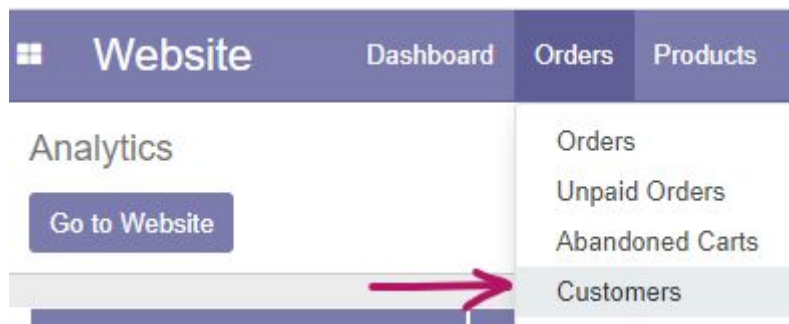 Website Dashboard Orders Products
Analytics
Go to Website
Orders
Unpaid Orders
Abandoned Carts
Customers